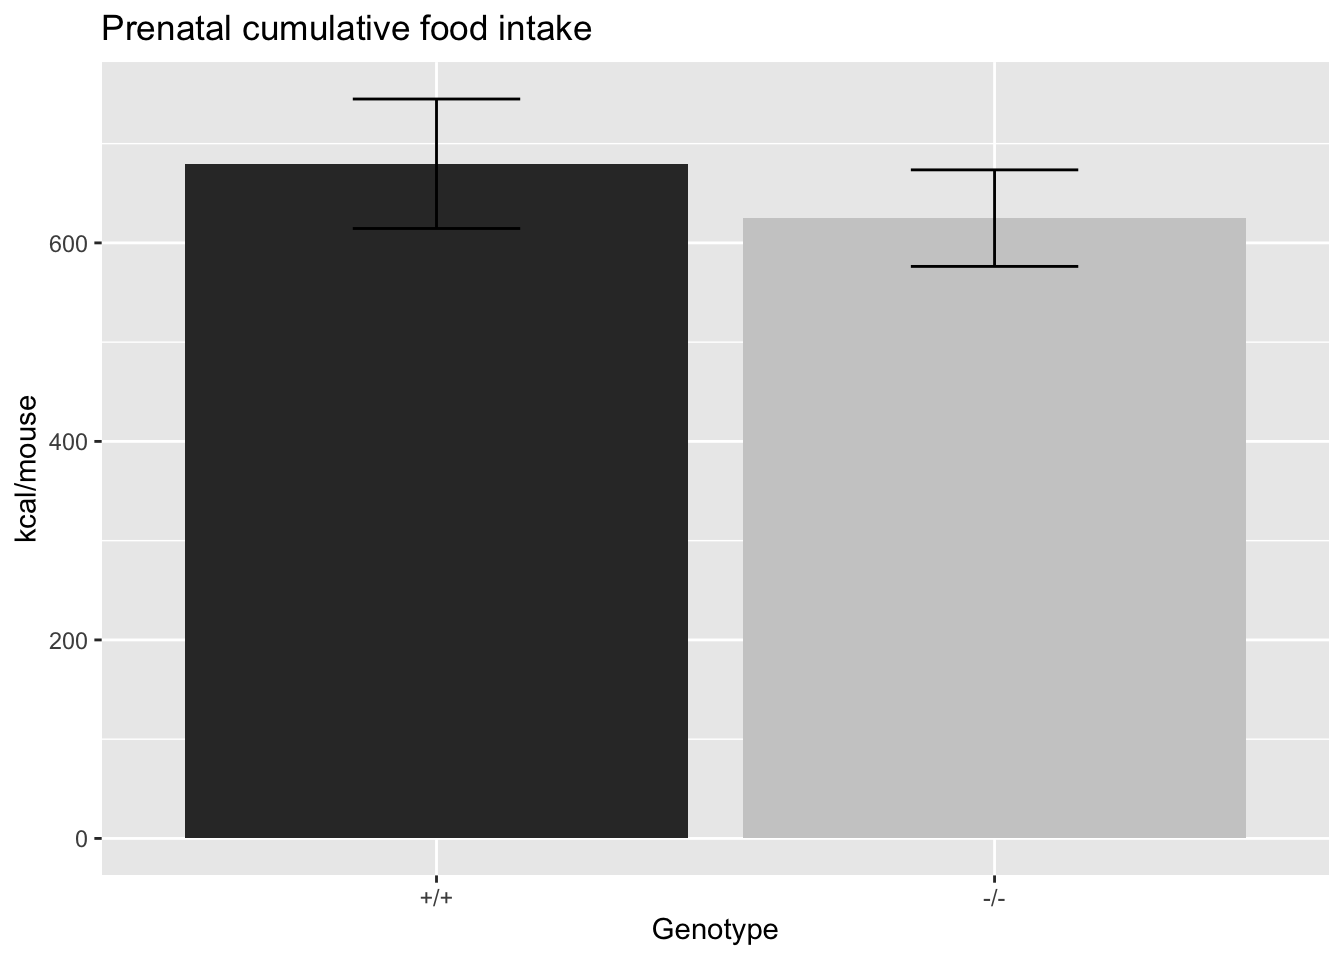 Prenatal cumulative food intake
kcal/mouse
600
400
200
0
+/+
-/-
Genotype